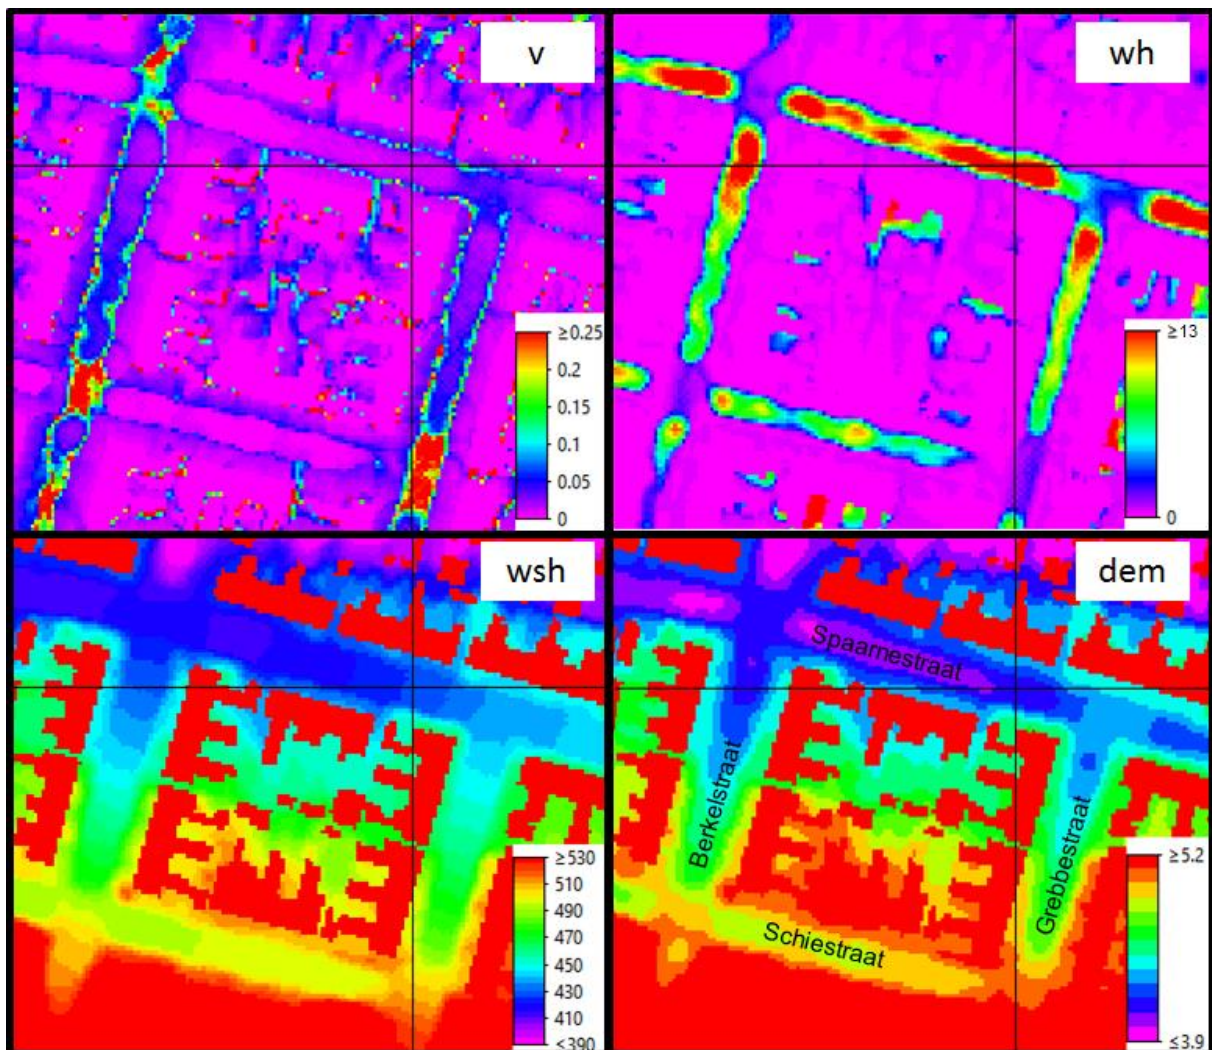 v
≥0.25
0.2
0.15
0.1
0.05
0
wh
≥13
0
wsh
≥530
510
490
470
450
430
410
≤390
dem
Spaarnestraat
Berkelstraat
Grebbestraat
Schiestraat
≥5.2
≤3.9